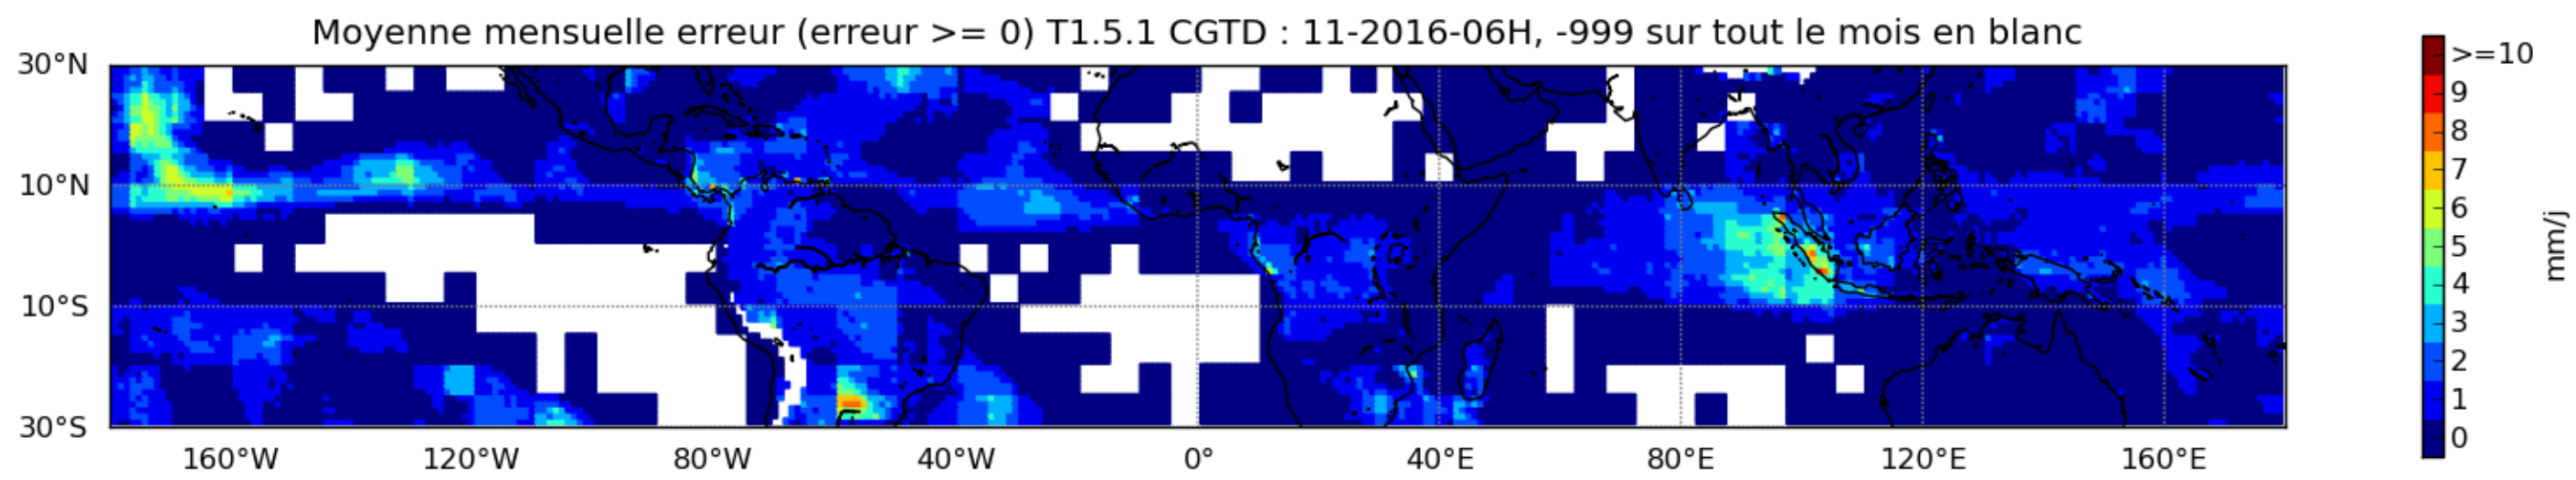 Moyenne mensuelle erreur (erreur >= 0) T1.5.1 CGTD : 11-2016-06H, -999 sur tout le mois en blanc
30°N
10°N
10°S
30°S
160°W 120°W 80°W 40°W 0° 40°E 80°E 120°E 160°E
>=10
9
8
7
6
5
4
3
2
1
0
mm/j